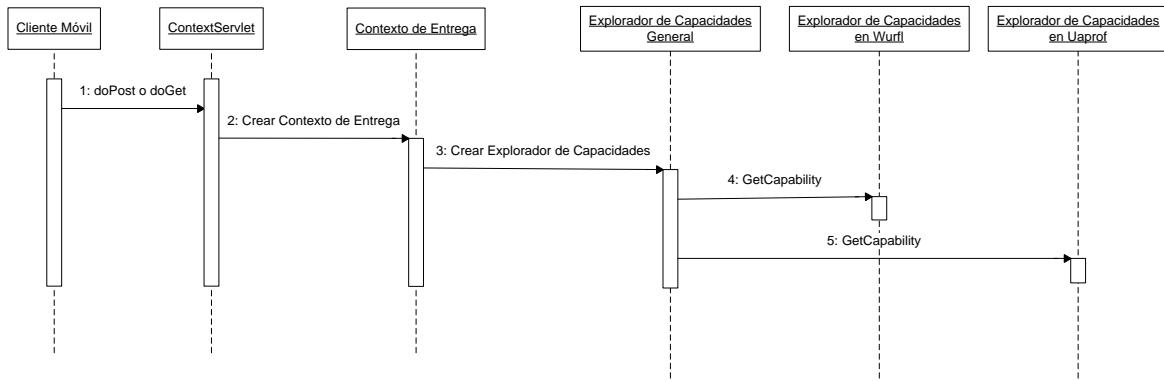 Cliente Móvil
ContextServlet
Contexto de Entrega
Explorador de Capacidades
General
Explorador de Capacidades
en Wurfl
Explorador de Capacidades
en Uaprof
1: doPost o doGet
2: Crear Contexto de Entrega
3: Crear Explorador de Capacidades
4: GetCapability
5: GetCapability